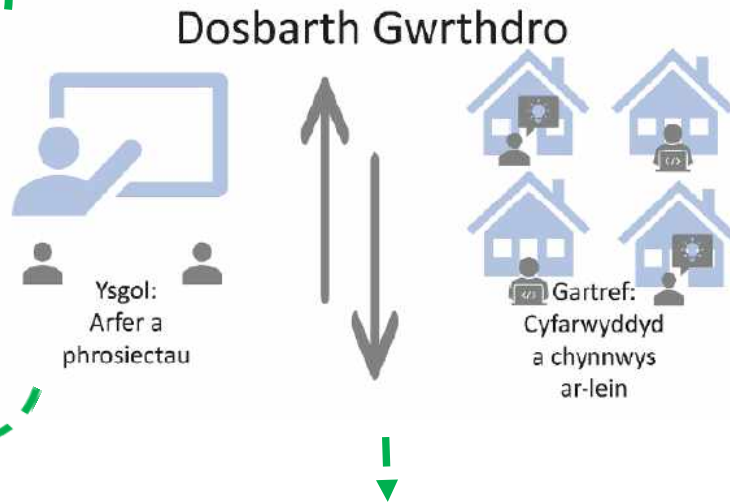 Dosbarth Gwrthdro
Ysgol:
Arfer a
phrosiectau
Gartref:
Cyfarwyddyd
a chynnwys
ar-lein